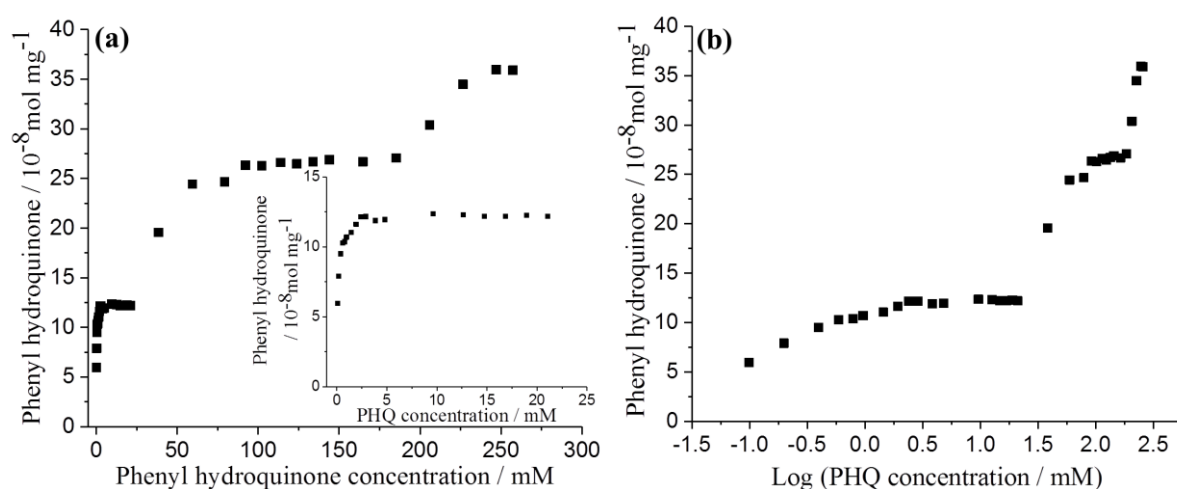 (a)
Phenyl hydroquinone / 10⁻⁸mol mg⁻¹
40
35
30
25
20
15
10
5
0
0 50 100 150 200 250 300
Phenyl hydroquinone concentration / mM
Phenyl hydroquinone
/ 10⁻⁸mol mg⁻¹
15
10
5
0
0 5 10 15 20 25
PHQ concentration / mM
(b)
Phenyl hydroquinone / 10⁻⁸mol mg⁻¹
40
35
30
25
20
15
10
5
0
-1.5 -1.0 -0.5 0.0 0.5 1.0 1.5 2.0 2.5
Log (PHQ concentration / mM)